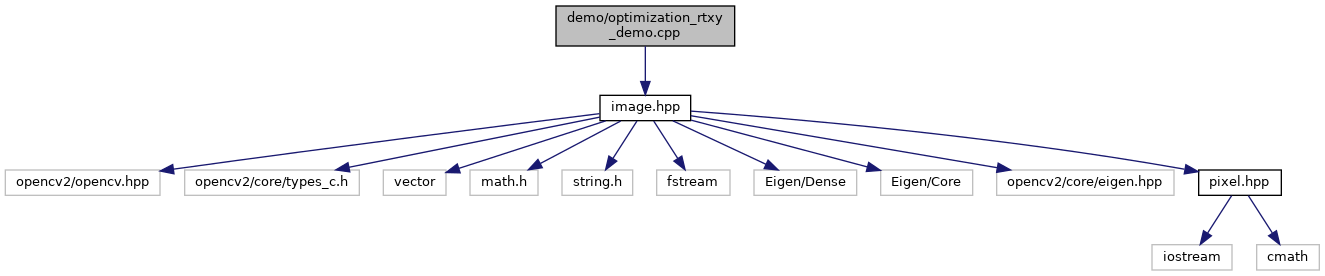 demo/optimization_rtxy
_demo.cpp
image.hpp
opencv2/opencv.hpp
opencv2/core/types_c.h
vector
math.h
string.h
fstream
Eigen/Dense
Eigen/Core
opencv2/core/eigen.hpp
pixel.hpp
iostream
cmath